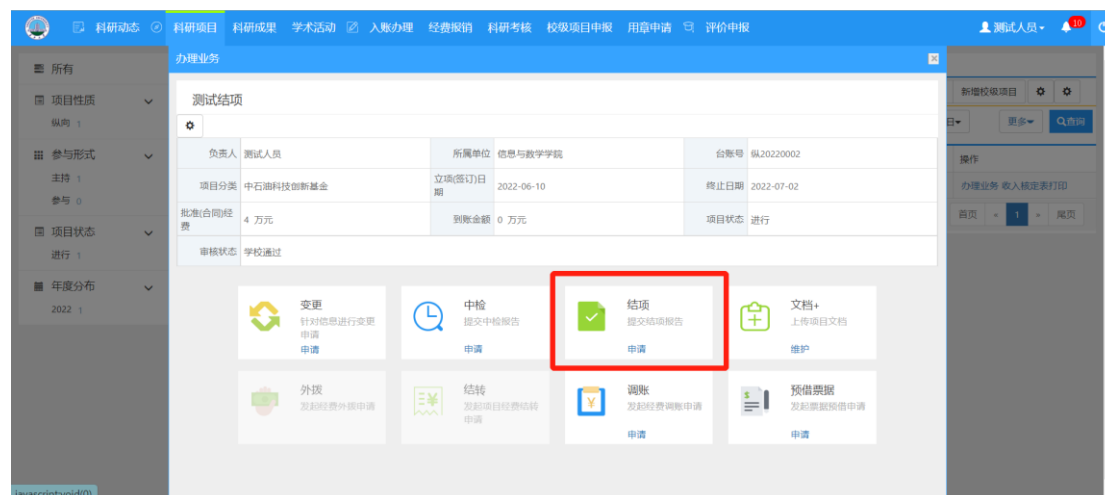 科研动态 科研项目 科研成果 学术活动 入账办理 经费报销 科研考核 校级项目申报 用章申请 评价申报 测试人员 10
所有
项目性质
纵向 1
参与形式
主持 1
参与 0
项目状态
进行 1
年度分布
2022 1
办理业务
测试结项
负责人 测试人员 所属单位 信息与数学学院 台账号 纵20220002
项目分类 中石油科技创新基金 立项(签订)日期 2022-06-10 终止日期 2022-07-02
批准(合同)经费 4 万元 到账金额 0 万元 项目状态 进行
审核状态 学校通过
变更
针对信息进行变更
申请
申请
中检
提交中检报告
申请
结项
提交结项报告
申请
文档+
上传项目文档
维护
外拨
发起经费外拨申请
结转
发起项目经费结转
申请
调账
发起经费调账申请
申请
预借票据
发起票据预借申请
申请
新增校级项目
更多 查询
操作
办理业务 收入核定表打印
首页 « 1 » 尾页
javascript:void(0)